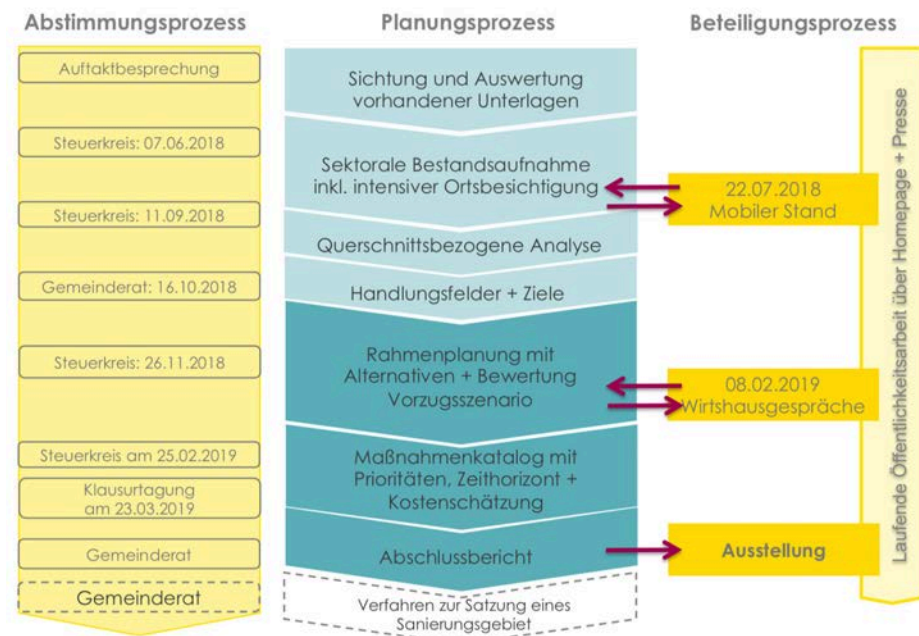 Abstimmungsprozess
Auftaktbesprechung
Steuerkreis: 07.06.2018
Steuerkreis: 11.09.2018
Gemeinderat: 16.10.2018
Steuerkreis: 26.11.2018
Steuerkreis am 25.02.2019
Klausurtagung
am 23.03.2019
Gemeinderat
Gemeinderat
Planungsprozess
Sichtung und Auswertung
vorhandener Unterlagen
Sektorale Bestandsaufnahme
inkl. intensiver Ortsbesichtigung
Querschnittsbezogene Analyse
Handlungsfelder + Ziele
Rahmenplanung mit
Alternativen + Bewertung
Vorzugsszenario
Maßnahmenkatalog mit
Prioritäten, Zeithorizont +
Kostenschätzung
Abschlussbericht
Verfahren zur Satzung eines
Sanierungsgebiet
Beteiligungsprozess
22.07.2018
Mobiler Stand
08.02.2019
Wirtshausgespräche
Ausstellung
Laufende Öffentlichkeitsarbeit über Homepage + Presse